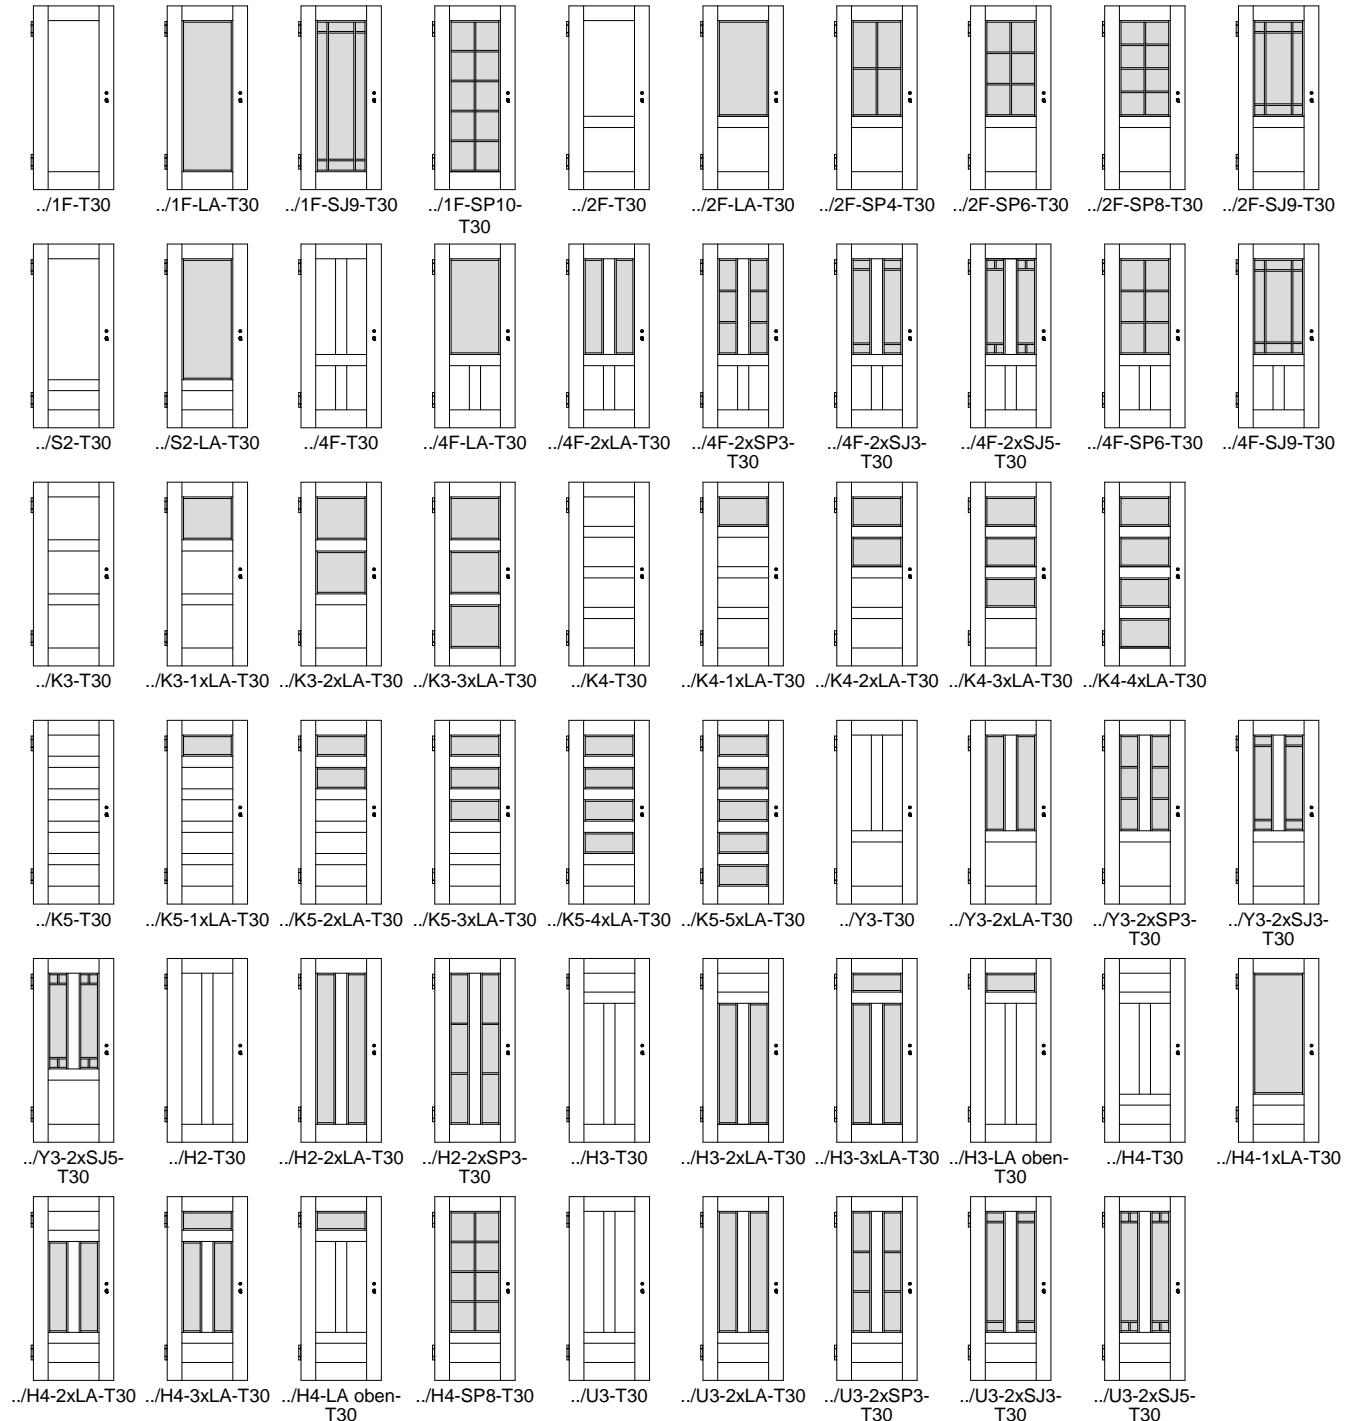 ../1F-T30 ../1F-LA-T30 ../1F-SJ9-T30 ../1F-SP10- ../2F-T30 ../2F-LA-T30 ../2F-SP4-T30 ../2F-SP6-T30 ../2F-SP8-T30 ../2F-SJ9-T30
T30
../S2-T30 ../S2-LA-T30 ../4F-T30 ../4F-LA-T30 ../4F-2xLA-T30 ../4F-2xSP3- ../4F-2xSJ3- ../4F-2xSJ5- ../4F-SP6-T30 ../4F-SJ9-T30
T30 T30 T30
../K3-T30 ../K3-1xLA-T30 ../K3-2xLA-T30 ../K3-3xLA-T30 ../K4-T30 ../K4-1xLA-T30 ../K4-2xLA-T30 ../K4-3xLA-T30 ../K4-4xLA-T30
../K5-T30 ../K5-1xLA-T30 ../K5-2xLA-T30 ../K5-3xLA-T30 ../K5-4xLA-T30 ../K5-5xLA-T30 ../Y3-T30 ../Y3-2xLA-T30 ../Y3-2xSP3- ../Y3-2xSJ3-
T30 T30
../Y3-2xSJ5- ../H2-T30 ../H2-2xLA-T30 ../H2-2xSP3- ../H3-T30 ../H3-2xLA-T30 ../H3-3xLA-T30 ../H3-LA oben- ../H4-T30 ../H4-1xLA-T30
T30 T30 T30
../H4-2xLA-T30 ../H4-3xLA-T30 ../H4-LA oben- ../H4-SP8-T30 ../U3-T30 ../U3-2xLA-T30 ../U3-2xSP3- ../U3-2xSJ3- ../U3-2xSJ5-
T30 T30 T30 T30